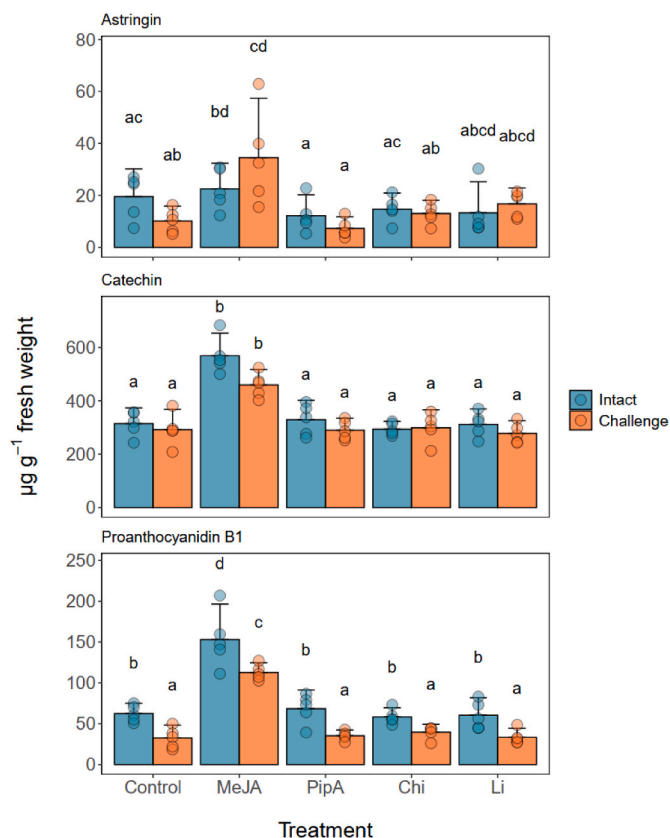 Astringin
80
60
40
20
0
ac ab bd cd a a ac ab abcd abcd
Catechin
600
400
200
0
a a b b a a a a a a
Proanthocyanidin B1
250
200
150
100
50
0
b a d c b a b a b a
Control MeJA PipA Chi Li
Treatment
µg g⁻¹ fresh weight
Intact
Challenge